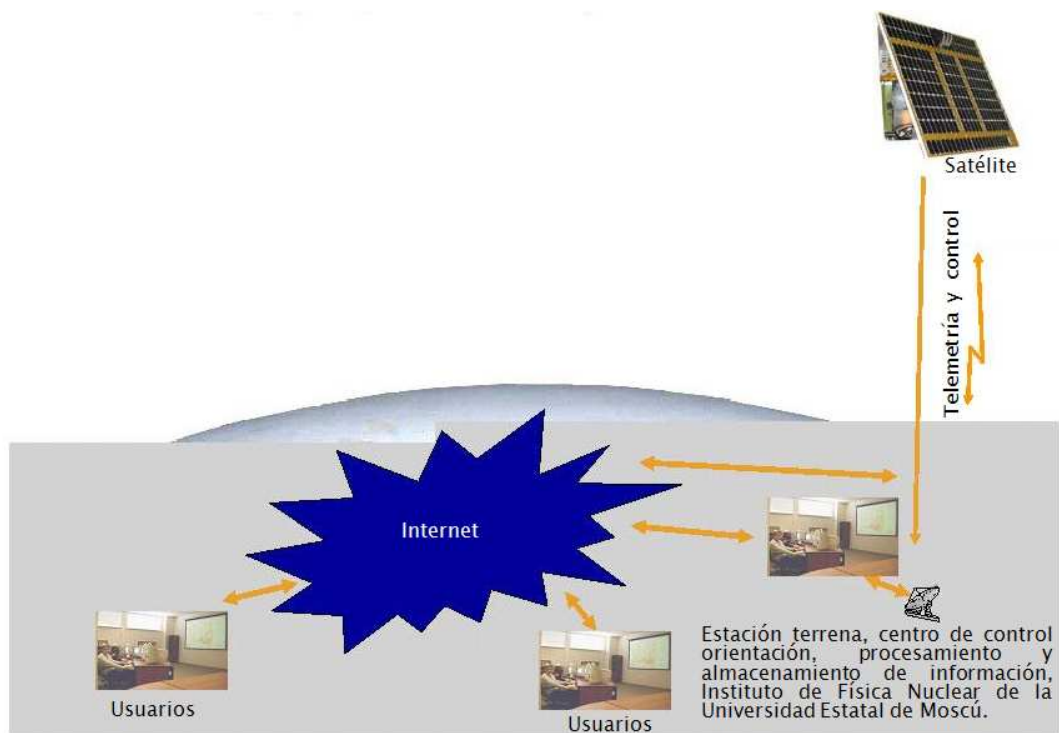 Satélite
Telemetría y control
Internet
Usuarios
Usuarios
Estación terrena, centro de control
orientación, procesamiento y
almacenamiento de información,
Instituto de Física Nuclear de la
Universidad Estatal de Moscú.